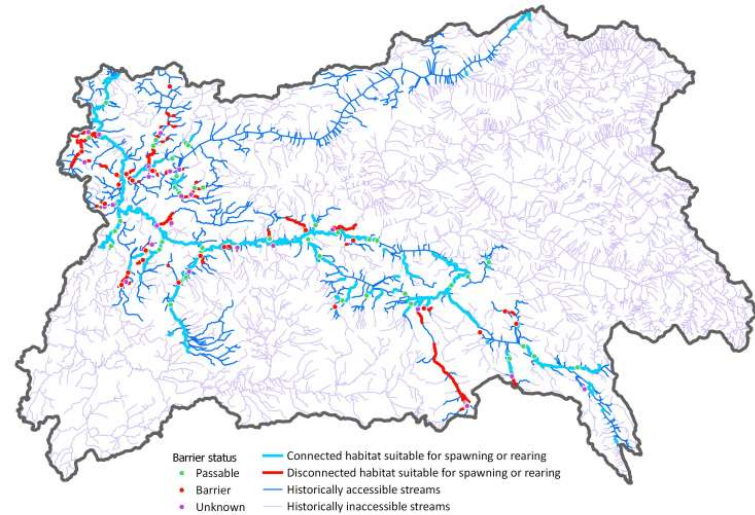 Barrier status
Passable
Barrier
Unknown
Connected habitat suitable for spawning or rearing
Disconnected habitat suitable for spawning or rearing
Historically accessible streams
Historically inaccessible streams